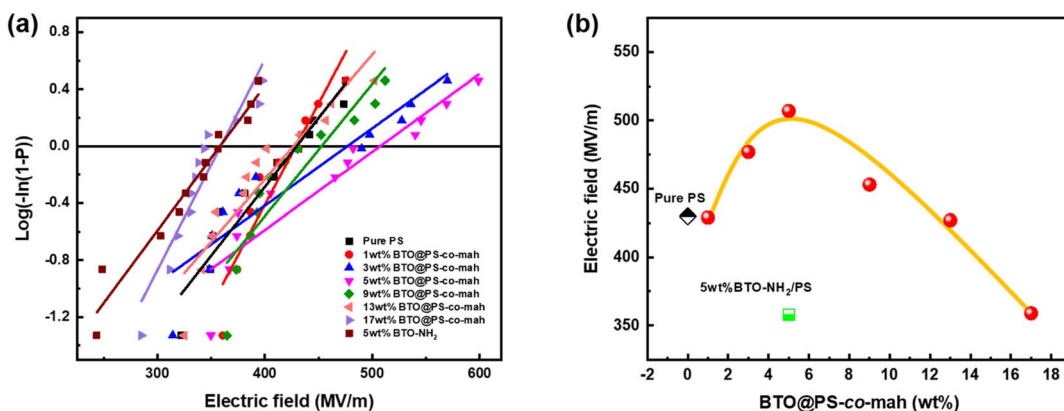 (a)
0.8
0.4
0.0
-0.4
-0.8
-1.2
Log(-ln(1-P))
Pure PS
1wt% BTO@PS-co-mah
3wt% BTO@PS-co-mah
5wt% BTO@PS-co-mah
9wt% BTO@PS-co-mah
13wt% BTO@PS-co-mah
17wt% BTO@PS-co-mah
5wt% BTO-NH₂
300 400 500 600
Electric field (MV/m)
(b)
550
500
450
400
350
Electric field (MV/m)
Pure PS
5wt%BTO-NH₂/PS
-2 0 2 4 6 8 10 12 14 16 18
BTO@PS-co-mah (wt%)